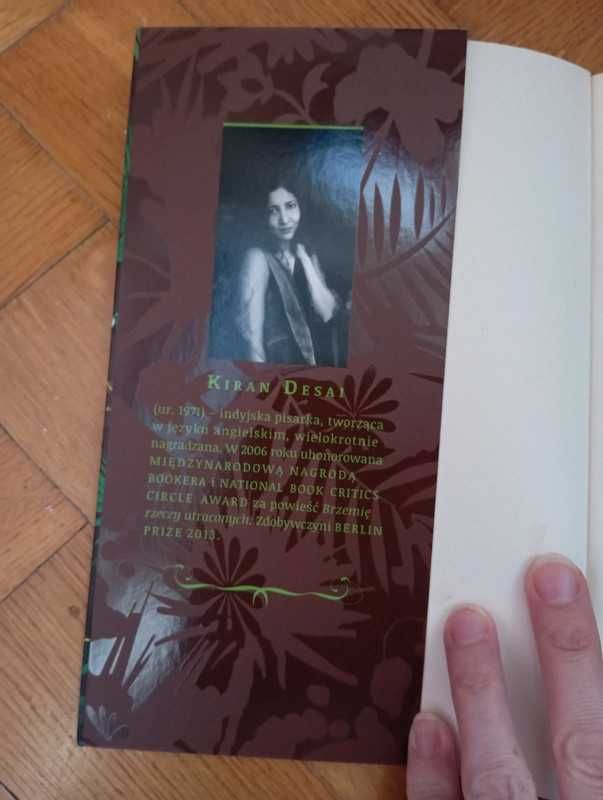 KIRAN DESAI
(ur. 1971) – indyjska pisarka, tworząca
w języku angielskim, wielokrotnie
nagradzana. W 2006 roku uhonorowana
MIĘDZYNARODOWĄ NAGRODĄ
BOOKERA i NATIONAL BOOK CRITICS
CIRCLE AWARD za powieść Brzemię
rzeczy utraconych. Zdobywczyni BERLIN
PRIZE 2013.